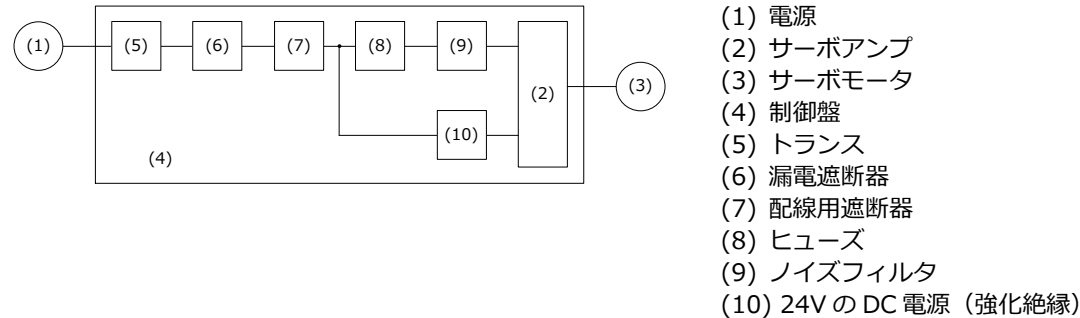 (1)
(5)
(6)
(7)
(8)
(9)
(2)
(3)
(10)
(4)
(1) 電源
(2) サーボアンプ
(3) サーボモータ
(4) 制御盤
(5) トランス
(6) 漏電遮断器
(7) 配線用遮断器
(8) ヒューズ
(9) ノイズフィルタ
(10) 24V の DC 電源（強化絶縁）